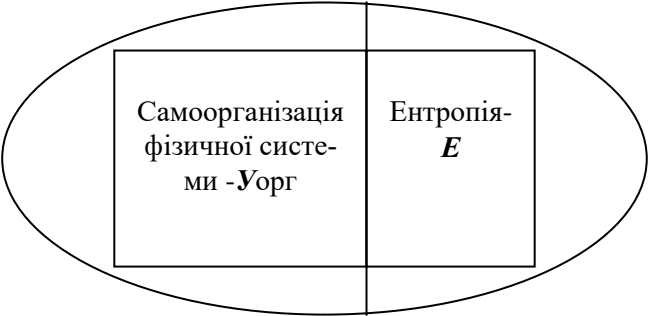 Самоорганізація
фізичної систе-
ми -Уорг
Ентропія-
Е